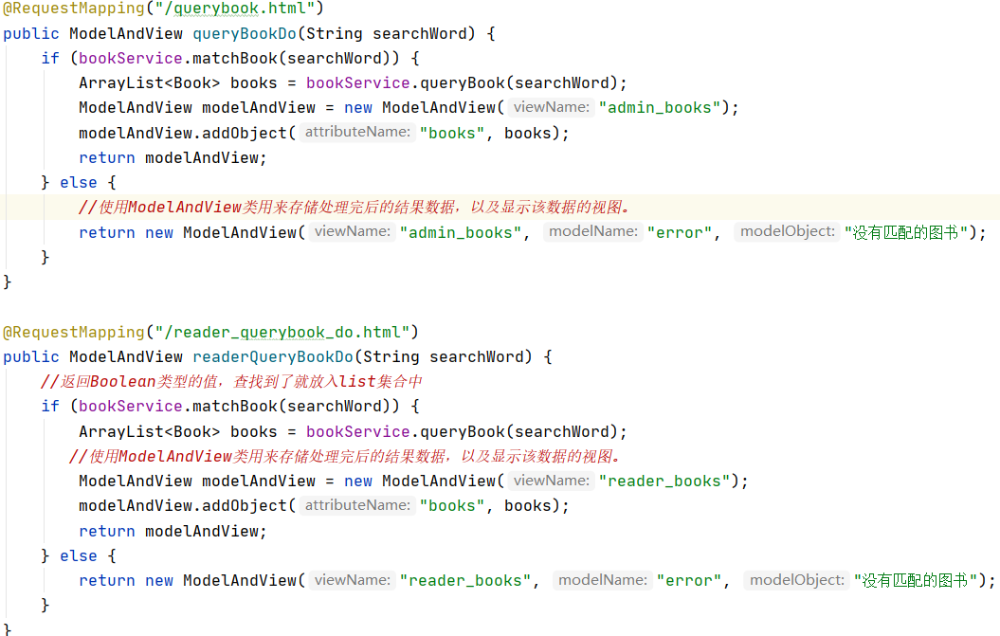 @RequestMapping("/querybook.html")
public ModelAndView queryBookDo(String searchWord) {
    if (bookService.matchBook(searchWord)) {
        ArrayList<Book> books = bookService.queryBook(searchWord);
        ModelAndView modelAndView = new ModelAndView( viewName: "admin_books");
        modelAndView.addObject( attributeName: "books", books);
        return modelAndView;
    } else {
        //使用ModelAndView类用来存储处理完后的结果数据，以及显示该数据的视图。
        return new ModelAndView( viewName: "admin_books", modelName: "error", modelObject: "没有匹配的图书");
    }
}
@RequestMapping("/reader_querybook_do.html")
public ModelAndView readerQueryBookDo(String searchWord) {
    //返回Boolean类型的值，查找到了就放入list集合中
    if (bookService.matchBook(searchWord)) {
        ArrayList<Book> books = bookService.queryBook(searchWord);
       //使用ModelAndView类用来存储处理完后的结果数据，以及显示该数据的视图。
        ModelAndView modelAndView = new ModelAndView( viewName: "reader_books");
        modelAndView.addObject( attributeName: "books", books);
        return modelAndView;
    } else {
        return new ModelAndView( viewName: "reader_books", modelName: "error", modelObject: "没有匹配的图书");
    }
}